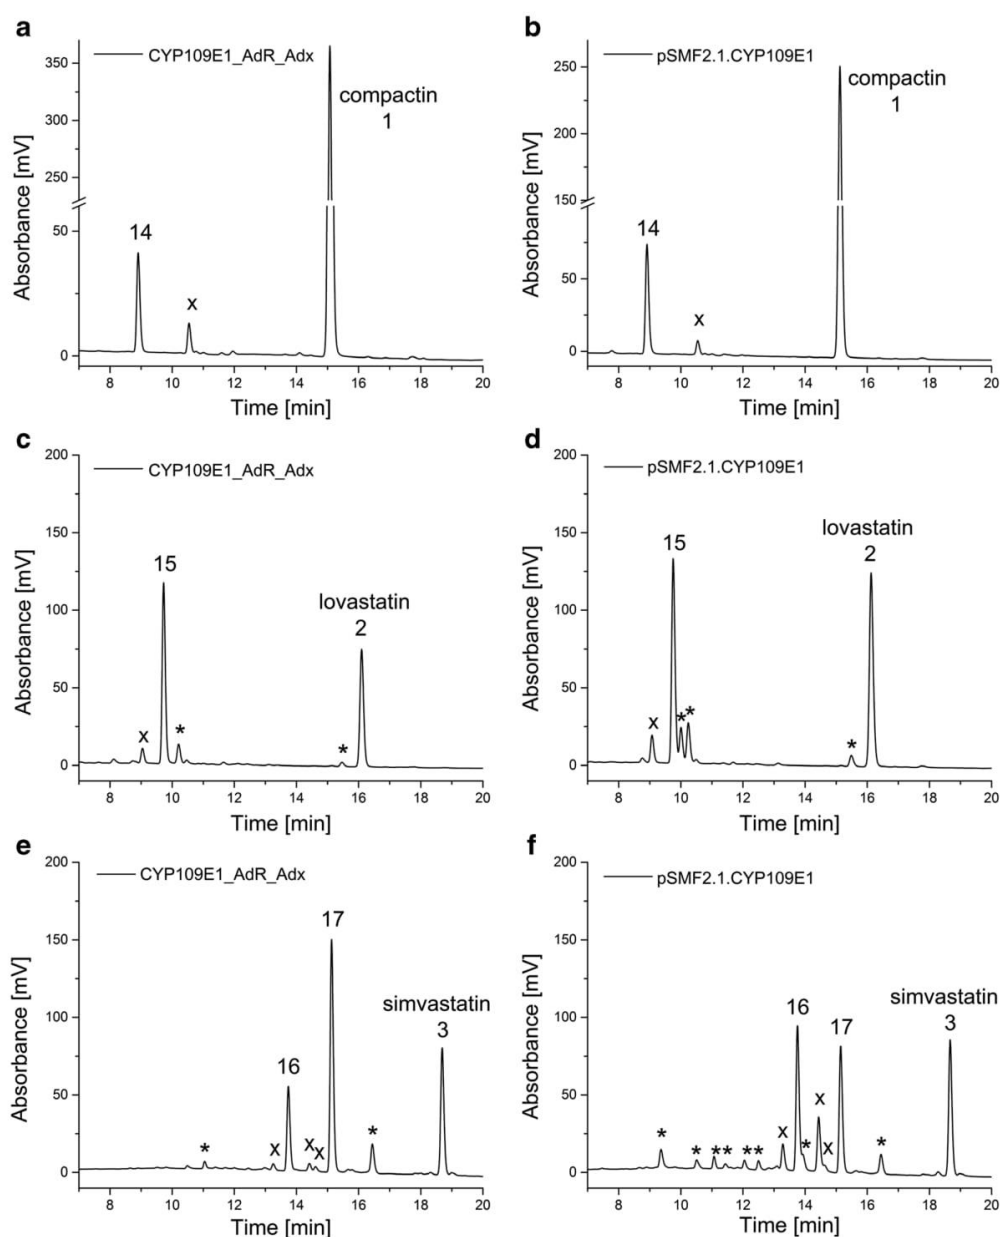 a
CYP109E1_AdR_Adx
compactin
1
14
x
350
300
250
50
0
Absorbance [mV]
8 10 12 14 16 18 20
Time [min]
b
pSMF2.1.CYP109E1
compactin
1
14
x
250
200
150
50
0
Absorbance [mV]
8 10 12 14 16 18 20
Time [min]
c
CYP109E1_AdR_Adx
15
lovastatin
2
x
*
*
200
150
100
50
0
Absorbance [mV]
8 10 12 14 16 18 20
Time [min]
d
pSMF2.1.CYP109E1
15
lovastatin
2
x
* *
*
200
150
100
50
0
Absorbance [mV]
8 10 12 14 16 18 20
Time [min]
e
CYP109E1_AdR_Adx
17
simvastatin
3
16
* x x x *
200
150
100
50
0
Absorbance [mV]
8 10 12 14 16 18 20
Time [min]
f
pSMF2.1.CYP109E1
simvastatin
3
16
17
x
* * ** ** x * x *
200
150
100
50
0
Absorbance [mV]
8 10 12 14 16 18 20
Time [min]